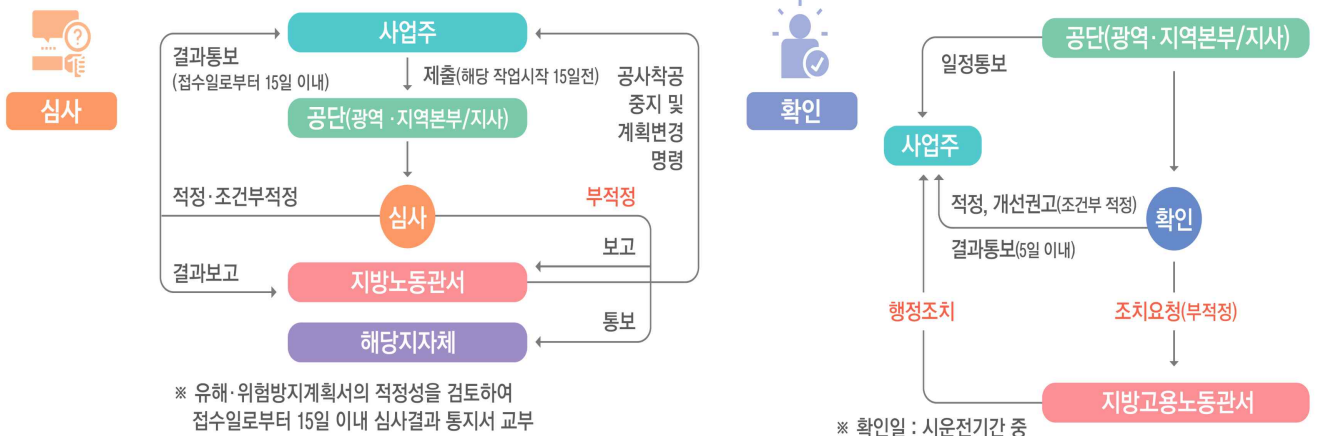 심사
사업주
결과통보
(접수일로부터 15일 이내)
제출(해당 작업시작 15일전)
공단(광역·지역본부/지사)
공사착공
중지 및
계획변경
명령
적정·조건부적정
심사
부적정
보고
결과보고
지방노동관서
통보
해당지자체
※ 유해·위험방지계획서의 적정성을 검토하여
접수일로부터 15일 이내 심사결과 통지서 교부
확인
공단(광역·지역본부/지사)
일정통보
사업주
적정, 개선권고(조건부 적정)
확인
결과통보(5일 이내)
행정조치
조치요청(부적정)
지방고용노동관서
※ 확인일 : 시운전기간 중